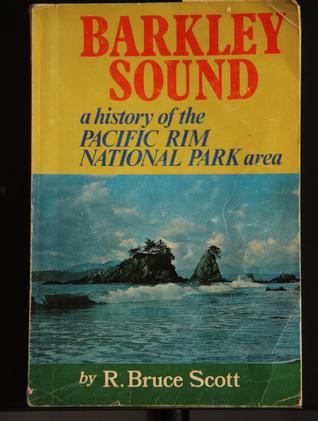 BARKLEY
SOUND
a history of the
PACIFIC RIM
NATIONAL PARK area
by R. Bruce Scott